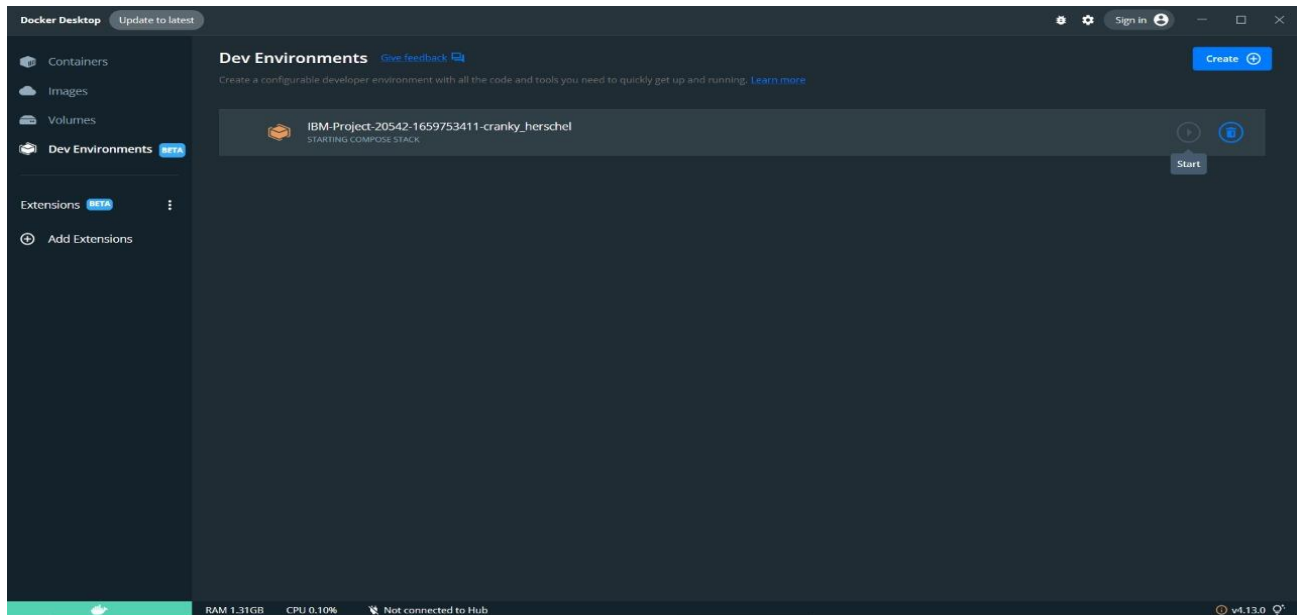 Docker Desktop Update to latest Sign in
Containers
Images
Volumes
Dev Environments BETA
Extensions BETA
Add Extensions
Dev Environments Give feedback
Create
Create a configurable developer environment with all the code and tools you need to quickly get up and running. Learn more
IBM-Project-20542-1659753411-cranky_herschel
STARTING COMPOSE STACK
Start
RAM 1.31GB CPU 0.10% Not connected to Hub v4.13.0